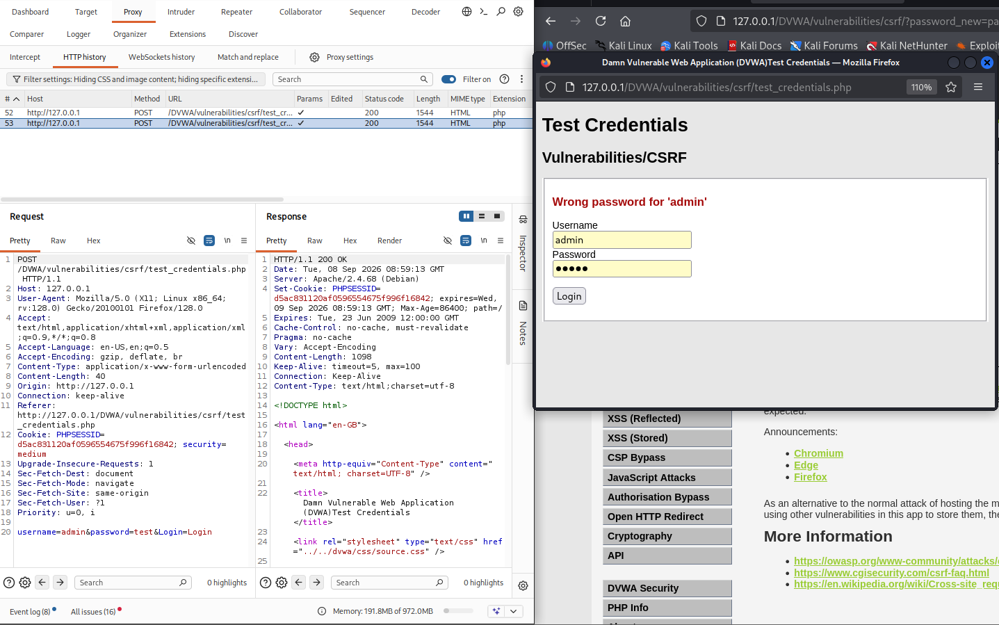 Dashboard Target Proxy Intruder Repeater Collaborator Sequencer Decoder
Comparer Logger Organizer Extensions Discover
Intercept HTTP history WebSockets history Match and replace Proxy settings
Filter settings: Hiding CSS and image content; hiding specific extensi... Search Filter on
# Host Method URL Params Edited Status code Length MIME type Extension
52 http://127.0.0.1 POST /DVWA/vulnerabilities/csrf/test_cr... ✓ 200 1544 HTML php
53 http://127.0.0.1 POST /DVWA/vulnerabilities/csrf/test_cr... ✓ 200 1544 HTML php
Request
Pretty Raw Hex \n
1 POST
/DVWA/vulnerabilities/csrf/test_credentials.php
HTTP/1.1
2 Host: 127.0.0.1
3 User-Agent: Mozilla/5.0 (X11; Linux x86_64;
rv:128.0) Gecko/20100101 Firefox/128.0
4 Accept:
text/html,application/xhtml+xml,application/xml
;q=0.9,*/*;q=0.8
5 Accept-Language: en-US,en;q=0.5
6 Accept-Encoding: gzip, deflate, br
7 Content-Type: application/x-www-form-urlencoded
8 Content-Length: 40
9 Origin: http://127.0.0.1
10 Connection: keep-alive
11 Referer:
http://127.0.0.1/DVWA/vulnerabilities/csrf/test
_credentials.php
12 Cookie: PHPSESSID=
d5ac831120af0596554675f996f16842; security=
medium
13 Upgrade-Insecure-Requests: 1
14 Sec-Fetch-Dest: document
15 Sec-Fetch-Mode: navigate
16 Sec-Fetch-Site: same-origin
17 Sec-Fetch-User: ?1
18 Priority: u=0, i
19
20 username=admin&password=test&Login=Login
Search 0 highlights
Response
Pretty Raw Hex Render \n
1 HTTP/1.1 200 OK
2 Date: Tue, 08 Sep 2026 08:59:13 GMT
3 Server: Apache/2.4.68 (Debian)
4 Set-Cookie: PHPSESSID=
d5ac831120af0596554675f996f16842; expires=Wed,
09 Sep 2026 08:59:13 GMT; Max-Age=86400; path=/
5 Expires: Tue, 23 Jun 2009 12:00:00 GMT
6 Cache-Control: no-cache, must-revalidate
7 Pragma: no-cache
8 Vary: Accept-Encoding
9 Content-Length: 1098
10 Keep-Alive: timeout=5, max=100
11 Connection: Keep-Alive
12 Content-Type: text/html;charset=utf-8
13
14 <!DOCTYPE html>
15
16 <html lang="en-GB">
17
18 <head>
19
20 <meta http-equiv="Content-Type" content="
text/html; charset=UTF-8" />
21
22 <title>
Damn Vulnerable Web Application
(DVWA)Test Credentials
</title>
23
24 <link rel="stylesheet" type="text/css" href
="../../dvwa/css/source.css" />
25
Search 0 highlights
Inspector
Notes
Event log (8) All issues (16) Memory: 191.8MB of 972.0MB
127.0.0.1/DVWA/vulnerabilities/csrf/?password_new=pa
OffSec Kali Linux Kali Tools Kali Docs Kali Forums Kali NetHunter Exploit
Damn Vulnerable Web Application (DVWA)Test Credentials — Mozilla Firefox
127.0.0.1/DVWA/vulnerabilities/csrf/test_credentials.php 110%
Test Credentials
Vulnerabilities/CSRF
Wrong password for 'admin'
Username
admin
Password
Login
XSS (Reflected)
XSS (Stored)
CSP Bypass
JavaScript Attacks
Authorisation Bypass
Open HTTP Redirect
Cryptography
API
DVWA Security
PHP Info
expected.
Announcements:
Chromium
Edge
Firefox
As an alternative to the normal attack of hosting the m
using other vulnerabilities in this app to store them, the
More Information
https://owasp.org/www-community/attacks/
https://www.cgisecurity.com/csrf-faq.html
https://en.wikipedia.org/wiki/Cross-site_requ